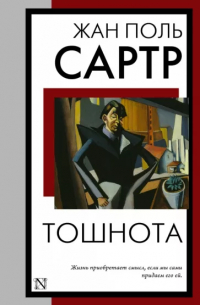 ЖАН ПОЛЬ
САРТР
ТОШНОТА
Жизнь приобретает смысл, если мы сами
придаем его ей.
N